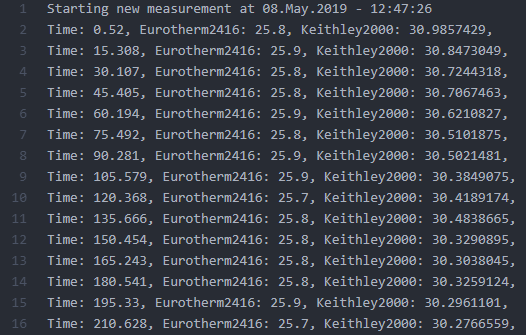 1 Starting new measurement at 08.May.2019 - 12:47:26
2 Time: 0.52, Eurotherm2416: 25.8, Keithley2000: 30.9857429,
3 Time: 15.308, Eurotherm2416: 25.9, Keithley2000: 30.8473049,
4 Time: 30.107, Eurotherm2416: 25.8, Keithley2000: 30.7244318,
5 Time: 45.405, Eurotherm2416: 25.8, Keithley2000: 30.7067463,
6 Time: 60.194, Eurotherm2416: 25.9, Keithley2000: 30.6210827,
7 Time: 75.492, Eurotherm2416: 25.8, Keithley2000: 30.5101875,
8 Time: 90.281, Eurotherm2416: 25.9, Keithley2000: 30.5021481,
9 Time: 105.579, Eurotherm2416: 25.9, Keithley2000: 30.3849075,
10 Time: 120.368, Eurotherm2416: 25.7, Keithley2000: 30.4189174,
11 Time: 135.666, Eurotherm2416: 25.8, Keithley2000: 30.4838665,
12 Time: 150.454, Eurotherm2416: 25.8, Keithley2000: 30.3290895,
13 Time: 165.243, Eurotherm2416: 25.8, Keithley2000: 30.3038045,
14 Time: 180.541, Eurotherm2416: 25.8, Keithley2000: 30.3259124,
15 Time: 195.33, Eurotherm2416: 25.9, Keithley2000: 30.2961101,
16 Time: 210.628, Eurotherm2416: 25.7, Keithley2000: 30.2766559,